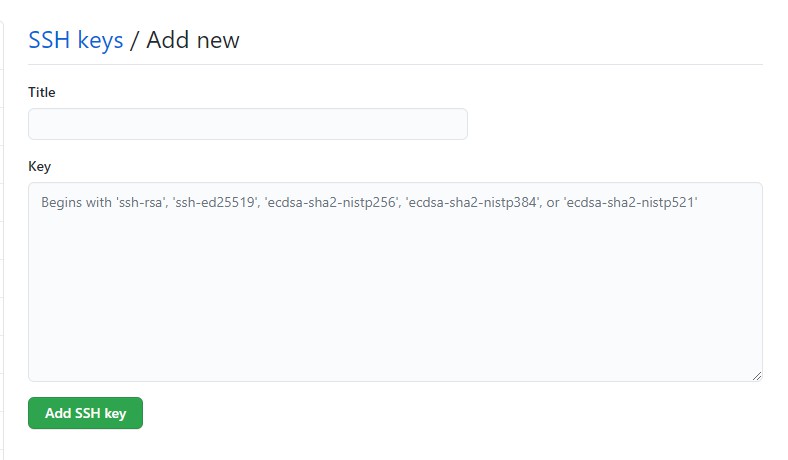 SSH keys / Add new
Title
Key
Begins with 'ssh-rsa', 'ssh-ed25519', 'ecdsa-sha2-nistp256', 'ecdsa-sha2-nistp384', or 'ecdsa-sha2-nistp521'
Add SSH key